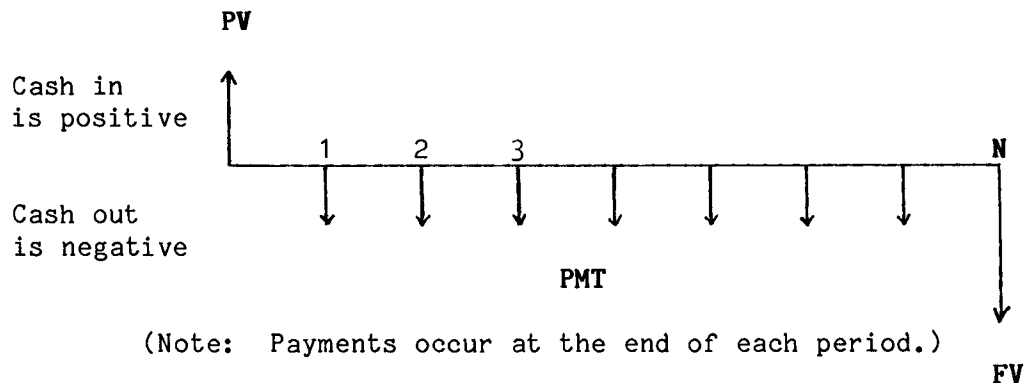 PV
Cash in
is positive
1 2 3 N
Cash out
is negative
PMT
(Note: Payments occur at the end of each period.)
FV